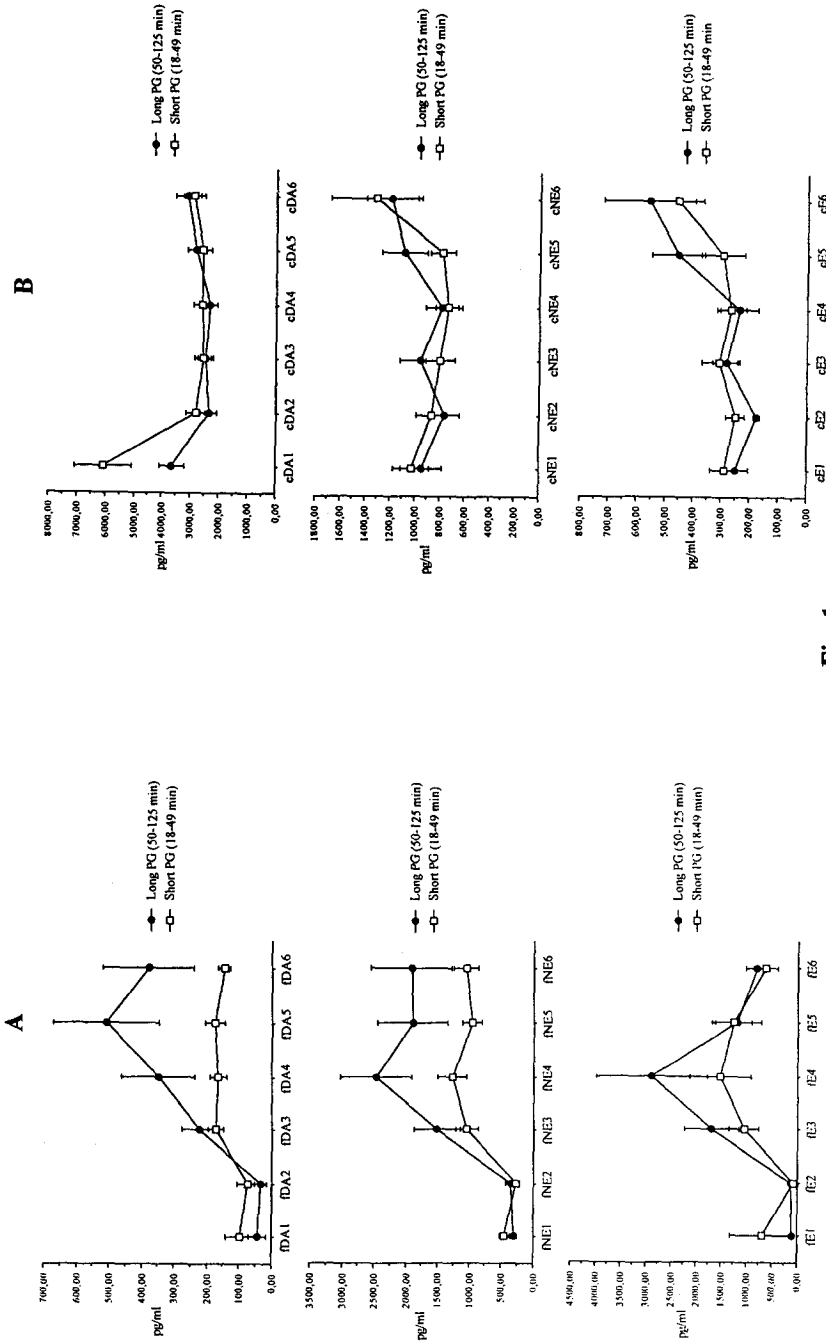 A
700,00
600,00
500,00
400,00
300,00
200,00
100,00
0,00
pg/ml
fDA1 fDA2 fDA3 fDA4 fDA5 fDA6
Long PG (50-125 min)
Short PG (18-49 min)
3500,00
3000,00
2500,00
2000,00
1500,00
1000,00
500,00
0,00
pg/ml
fNE1 fNE2 fNE3 fNE4 fNE5 fNE6
Long PG (50-125 min)
Short PG (18-49 min)
4500,00
4000,00
3500,00
3000,00
2500,00
2000,00
1500,00
1000,00
500,00
0,00
pg/ml
fE1 fE2 fE3 fE4 fE5 fE6
Long PG (50-125 min)
Short PG (18-49 min)
B
8000,00
7000,00
6000,00
5000,00
4000,00
3000,00
2000,00
1000,00
0,00
pg/ml
cDA1 cDA2 cDA3 cDA4 cDA5 cDA6
Long PG (50-125 min)
Short PG (18-49 min)
1800,00
1600,00
1400,00
1200,00
1000,00
800,00
600,00
400,00
200,00
0,00
pg/ml
cNE1 cNE2 cNE3 cNE4 cNE5 cNE6
Long PG (50-125 min)
Short PG (18-49 min)
800,00
700,00
600,00
500,00
400,00
300,00
200,00
100,00
0,00
pg/ml
cE1 cE2 cE3 cE4 cE5 cE6
Long PG (50-125 min)
Short PG (18-49 min